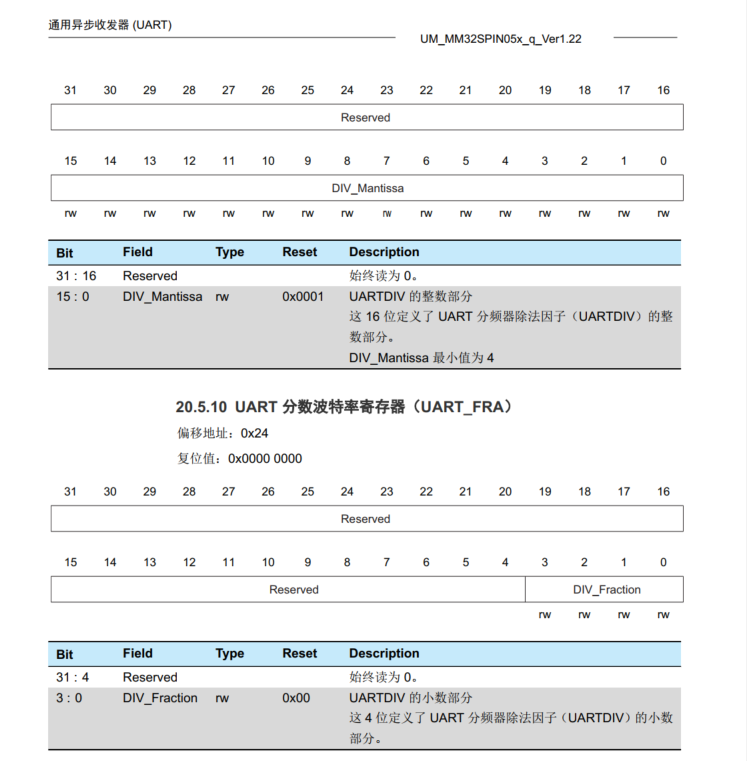 通用异步收发器 (UART)
UM_MM32SPIN05x_q_Ver1.22
31 30 29 28 27 26 25 24 23 22 21 20 19 18 17 16
Reserved
15 14 13 12 11 10 9 8 7 6 5 4 3 2 1 0
DIV_Mantissa
rw rw rw rw rw rw rw rw rw rw rw rw rw rw rw rw
Bit Field Type Reset Description
31 : 16 Reserved 始终读为 0。
15 : 0 DIV_Mantissa rw 0x0001 UARTDIV 的整数部分
这 16 位定义了 UART 分频器除法因子（UARTDIV）的整
数部分。
DIV_Mantissa 最小值为 4
20.5.10 UART 分数波特率寄存器（UART_FRA）
偏移地址：0x24
复位值：0x0000 0000
31 30 29 28 27 26 25 24 23 22 21 20 19 18 17 16
Reserved
15 14 13 12 11 10 9 8 7 6 5 4 3 2 1 0
Reserved DIV_Fraction
rw rw rw rw
Bit Field Type Reset Description
31 : 4 Reserved 始终读为 0。
3 : 0 DIV_Fraction rw 0x00 UARTDIV 的小数部分
这 4 位定义了 UART 分频器除法因子（UARTDIV）的小数
部分。